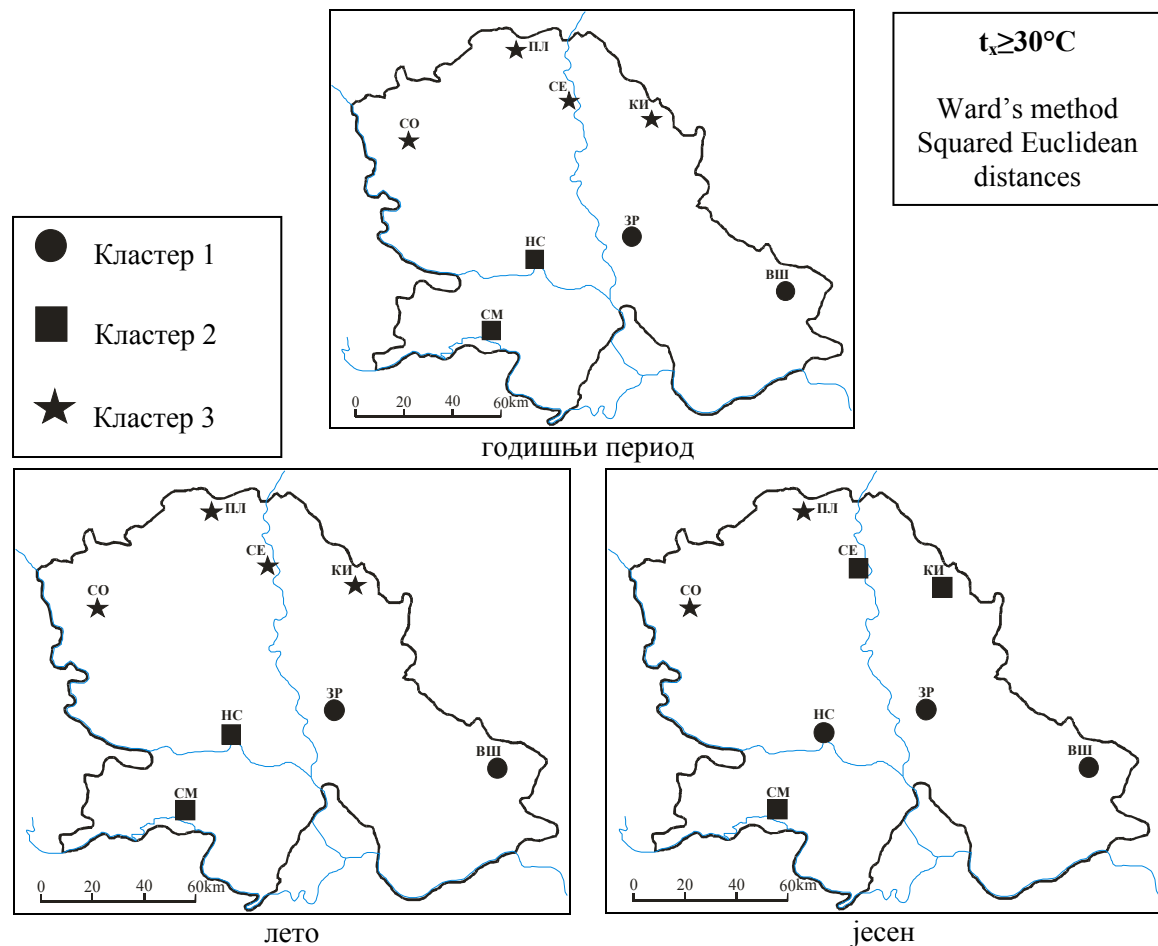 ПЛ
СЕ
КИ
СО
ЗР
НС
ВШ
СМ
0 20 40 60km
годишњи период
tₓ≥30°C
Ward’s method
Squared Euclidean
distances
Кластер 1
Кластер 2
Кластер 3
ПЛ
СЕ
КИ
СО
ЗР
НС
ВШ
СМ
0 20 40 60km
лето
ПЛ
СЕ
КИ
СО
ЗР
НС
ВШ
СМ
0 20 40 60km
јесен